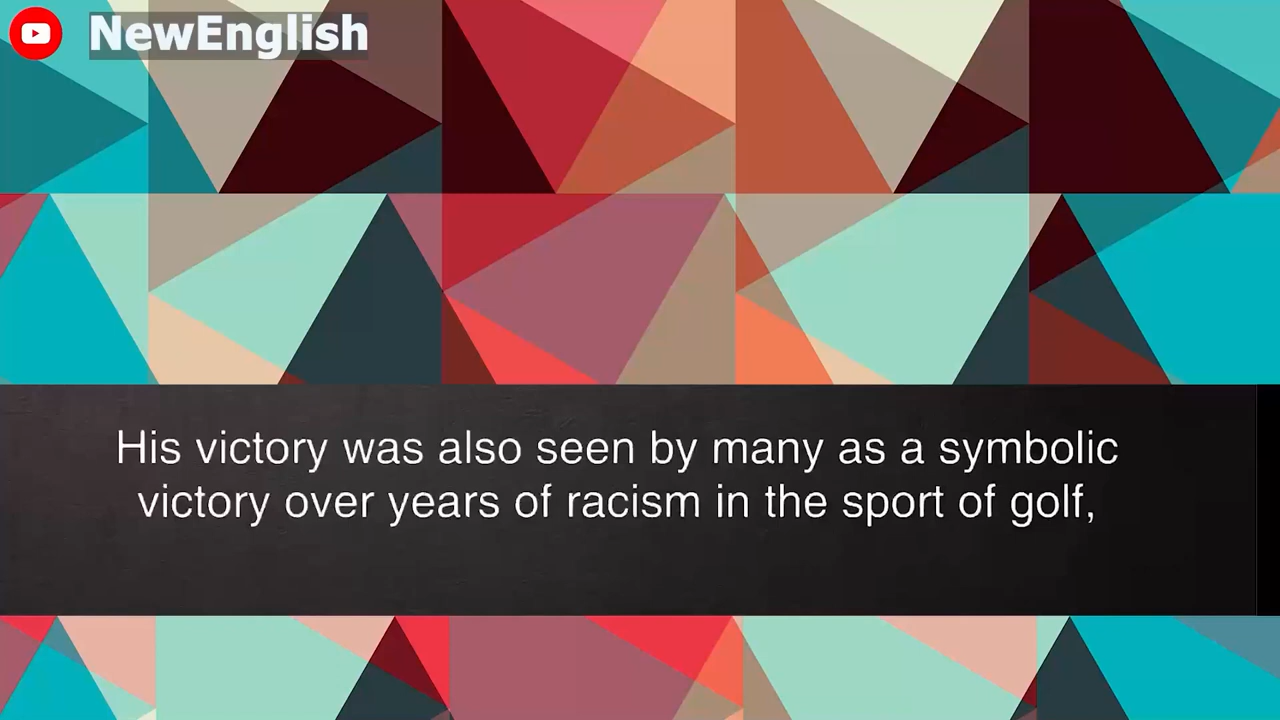 NewEnglish
His victory was also seen by many as a symbolic
victory over years of racism in the sport of golf,